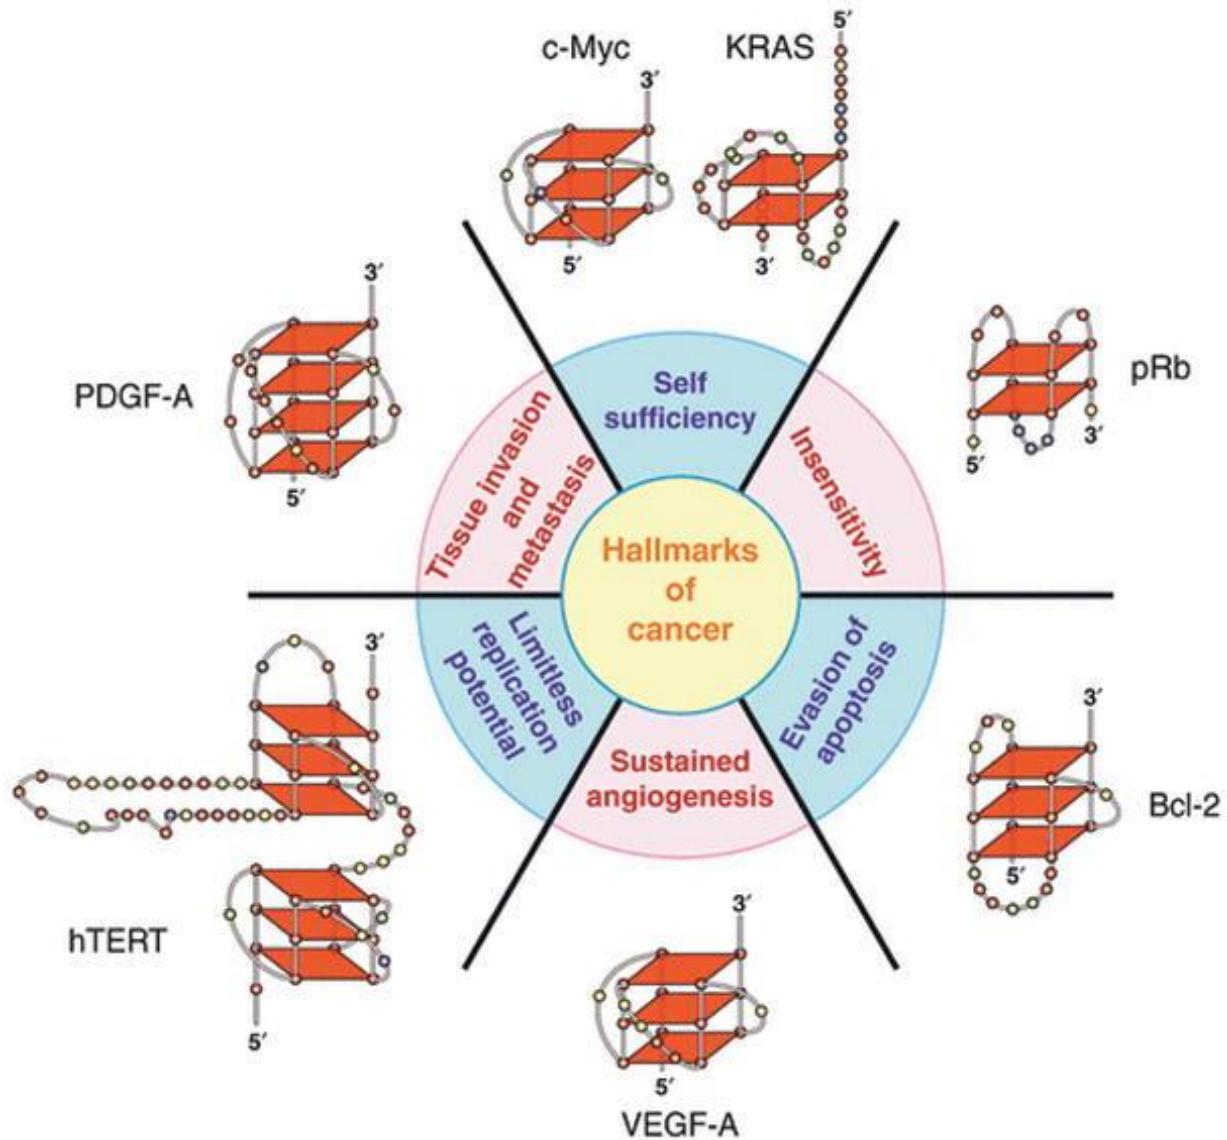 c-Myc
KRAS
5′
3′
5′
3′
PDGF-A
3′
5′
pRb
5′
3′
Self
sufficiency
Insensitivity
Evasion of
apoptosis
Sustained
angiogenesis
Limitless
replication
potential
Tissue invasion
and
metastasis
Hallmarks
of
cancer
Bcl-2
3′
5′
hTERT
3′
5′
VEGF-A
3′
5′